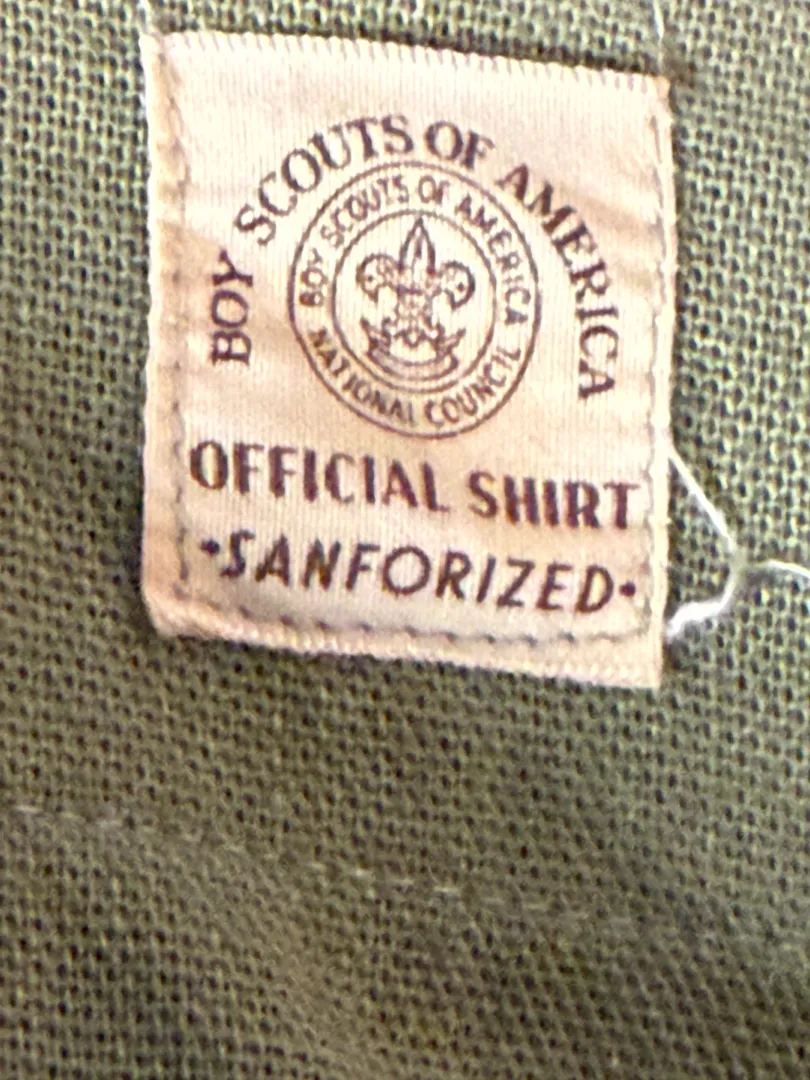 BOY SCOUTS OF AMERICA
BOY SCOUTS OF AMERICA
NATIONAL COUNCIL
OFFICIAL SHIRT
•SANFORIZED•